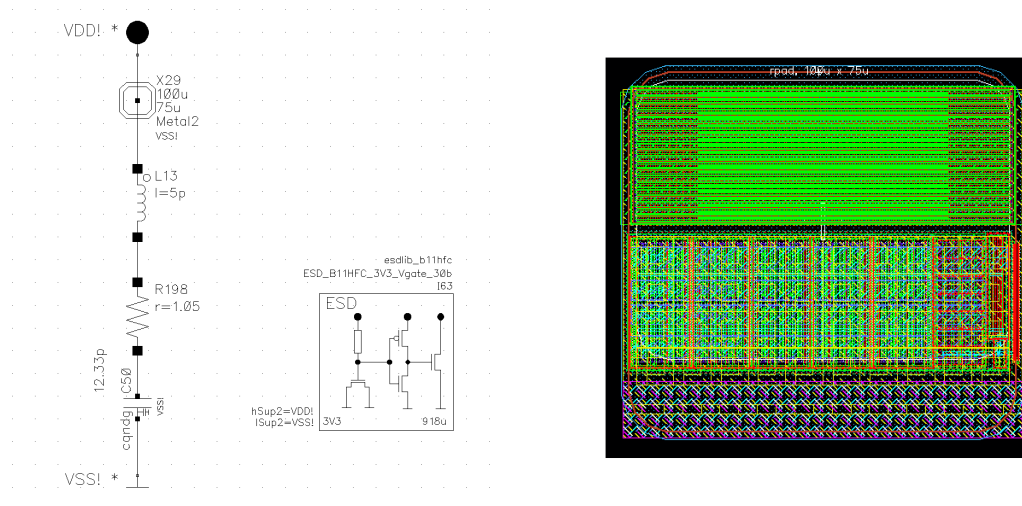 VDD! *
X29
100u
75u
Metal2
VSS!
L13
l=5p
R198
r=1.05
12.33p
C50
cqndg
HF
VSS!
VSS! *
esdlib_b11hfc
ESD_B11HFC_3V3_Vgate_30b
I63
ESD
hSup2=VDD!
lSup2=VSS!
3V3
918u
rpad, 100u x 75u